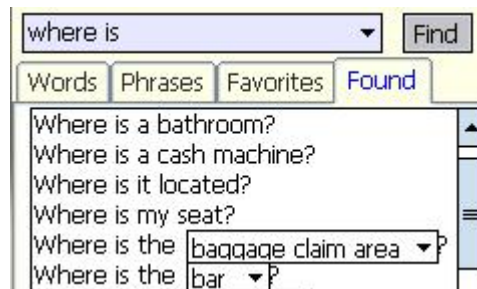 where is Find
Words Phrases Favorites Found
Where is a bathroom?
Where is a cash machine?
Where is it located?
Where is my seat?
Where is the baggage claim area ?
Where is the bar ?